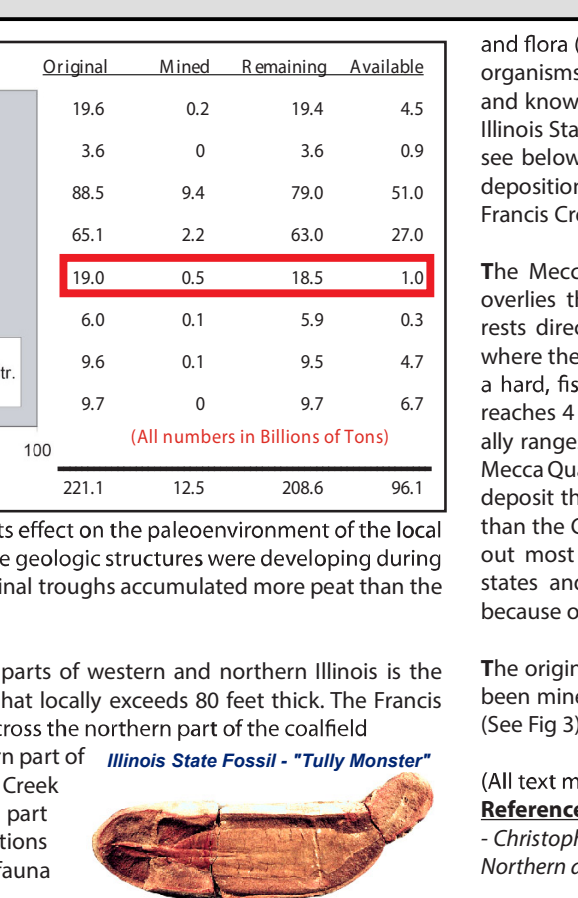 Original Mined Remaining Available
19.6 0.2 19.4 4.5
3.6 0 3.6 0.9
88.5 9.4 79.0 51.0
65.1 2.2 63.0 27.0
19.0 0.5 18.5 1.0
6.0 0.1 5.9 0.3
tr.
9.6 0.1 9.5 4.7
9.7 0 9.7 6.7
(All numbers in Billions of Tons)
100
221.1 12.5 208.6 96.1
ts effect on the paleoenvironment of the local
e geologic structures were developing during
inal troughs accumulated more peat than the
parts of western and northern Illinois is the
hat locally exceeds 80 feet thick. The Francis
cross the northern part of the coalfield
rn part of
Creek
part
tions
fauna
Illinois State Fossil - "Tully Monster"
and flora (
organisms
and know
Illinois Sta
see below
deposition
Francis Cre
The Mecc
overlies th
rests direc
where the
a hard, fis
reaches 4
ally range
Mecca Qua
deposit th
than the C
out most
states and
because o
The origin
been mine
(See Fig 3)
(All text m
Reference
- Christoph
Northern a